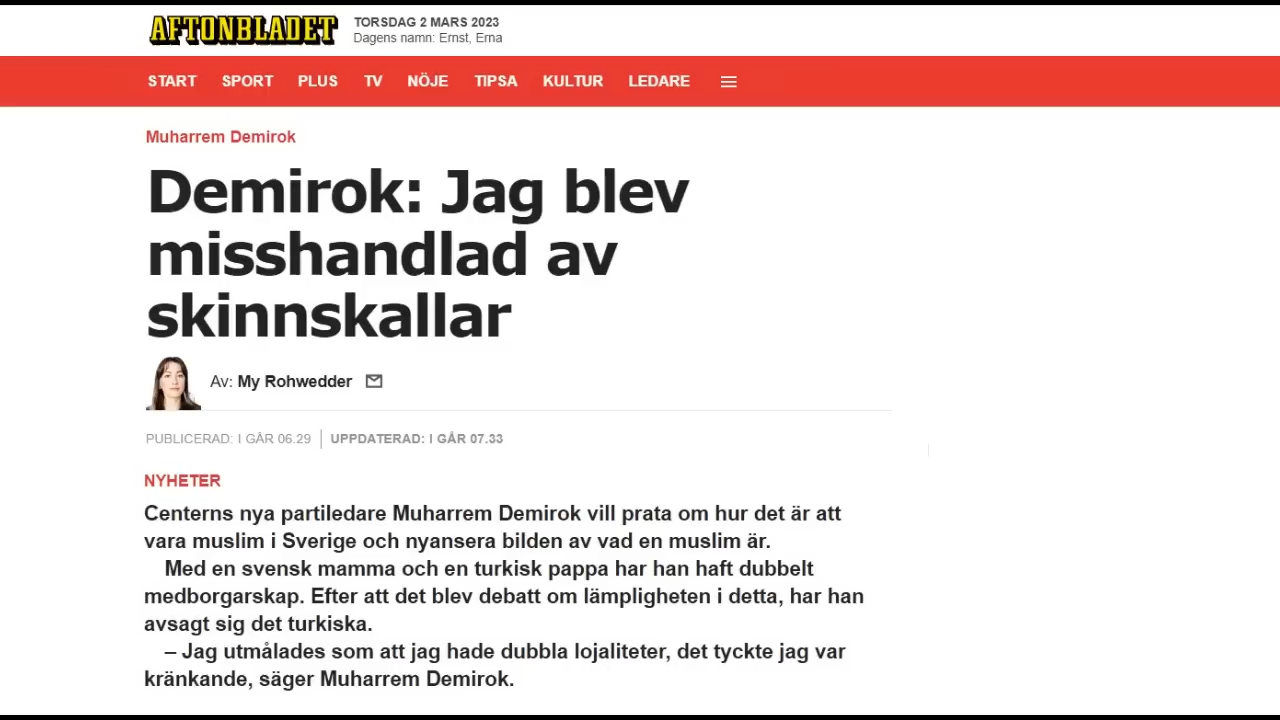 AFTONBLADET
TORSDAG 2 MARS 2023
Dagens namn: Ernst, Erna
START SPORT PLUS TV NÖJE TIPSA KULTUR LEDARE
Muharrem Demirok
Demirok: Jag blev
misshandlad av
skinnskallar
Av: My Rohwedder
PUBLICERAD: I GÅR 06.29 | UPPDATERAD: I GÅR 07.33
NYHETER
Centerns nya partiledare Muharrem Demirok vill prata om hur det är att
vara muslim i Sverige och nyansera bilden av vad en muslim är.
Med en svensk mamma och en turkisk pappa har han haft dubbelt
medborgarskap. Efter att det blev debatt om lämpligheten i detta, har han
avsagt sig det turkiska.
– Jag utmålades som att jag hade dubbla lojaliteter, det tyckte jag var
kränkande, säger Muharrem Demirok.